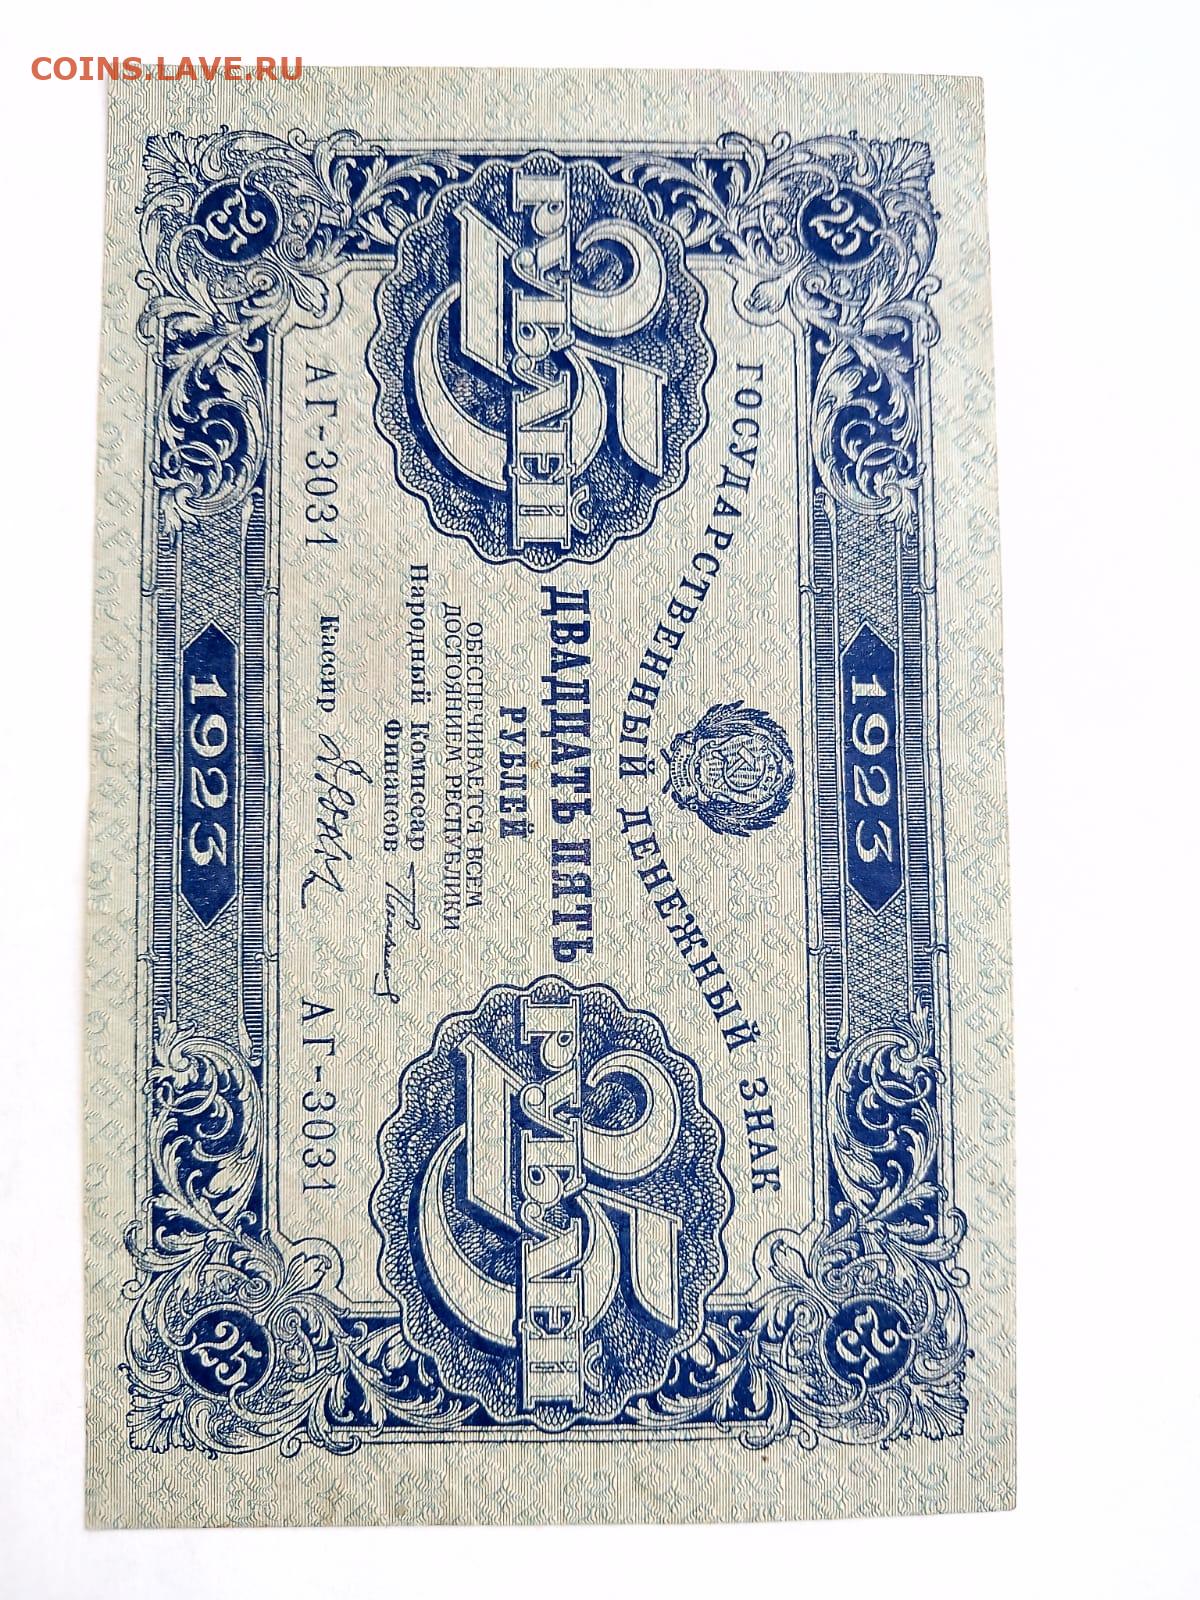 COINS.LAVE.RU
25
1923
25
ГОСУДАРСТВЕННЫЙ ДЕНЕЖНЫЙ ЗНАК
25
РУБЛЕЙ
25
РУБЛЕЙ
ДВАДЦАТЬ ПЯТЬ
РУБЛЕЙ
ОБЕСПЕЧИВАЕТСЯ ВСЕМ
ДОСТОЯНИЕМ РЕСПУБЛИКИ
Народный Комиссар
Финансов
Кассир
АГ-3031
АГ-3031
25
1923
25